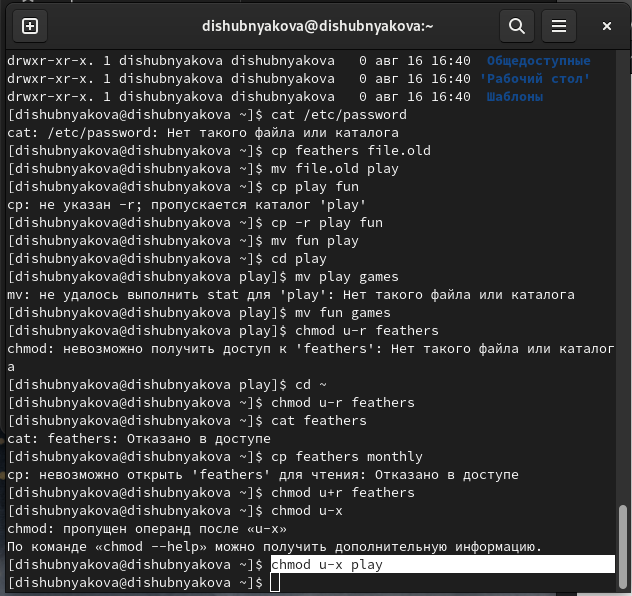 dishubnyakova@dishubnyakova:~
drwxr-xr-x. 1 dishubnyakova dishubnyakova   0 авг 16 16:40  Общедоступные
drwxr-xr-x. 1 dishubnyakova dishubnyakova   0 авг 16 16:40 'Рабочий стол'
drwxr-xr-x. 1 dishubnyakova dishubnyakova   0 авг 16 16:40  Шаблоны
[dishubnyakova@dishubnyakova ~]$ cat /etc/password
cat: /etc/password: Нет такого файла или каталога
[dishubnyakova@dishubnyakova ~]$ cp feathers file.old
[dishubnyakova@dishubnyakova ~]$ mv file.old play
[dishubnyakova@dishubnyakova ~]$ cp play fun
cp: не указан -r; пропускается каталог 'play'
[dishubnyakova@dishubnyakova ~]$ cp -r play fun
[dishubnyakova@dishubnyakova ~]$ mv fun play
[dishubnyakova@dishubnyakova ~]$ cd play
[dishubnyakova@dishubnyakova play]$ mv play games
mv: не удалось выполнить stat для 'play': Нет такого файла или каталога
[dishubnyakova@dishubnyakova play]$ mv fun games
[dishubnyakova@dishubnyakova play]$ chmod u-r feathers
chmod: невозможно получить доступ к 'feathers': Нет такого файла или каталог
а
[dishubnyakova@dishubnyakova play]$ cd ~
[dishubnyakova@dishubnyakova ~]$ chmod u-r feathers
[dishubnyakova@dishubnyakova ~]$ cat feathers
cat: feathers: Отказано в доступе
[dishubnyakova@dishubnyakova ~]$ cp feathers monthly
cp: невозможно открыть 'feathers' для чтения: Отказано в доступе
[dishubnyakova@dishubnyakova ~]$ chmod u+r feathers
[dishubnyakova@dishubnyakova ~]$ chmod u-x
chmod: пропущен операнд после «u-x»
По команде «chmod --help» можно получить дополнительную информацию.
[dishubnyakova@dishubnyakova ~]$ chmod u-x play
[dishubnyakova@dishubnyakova ~]$